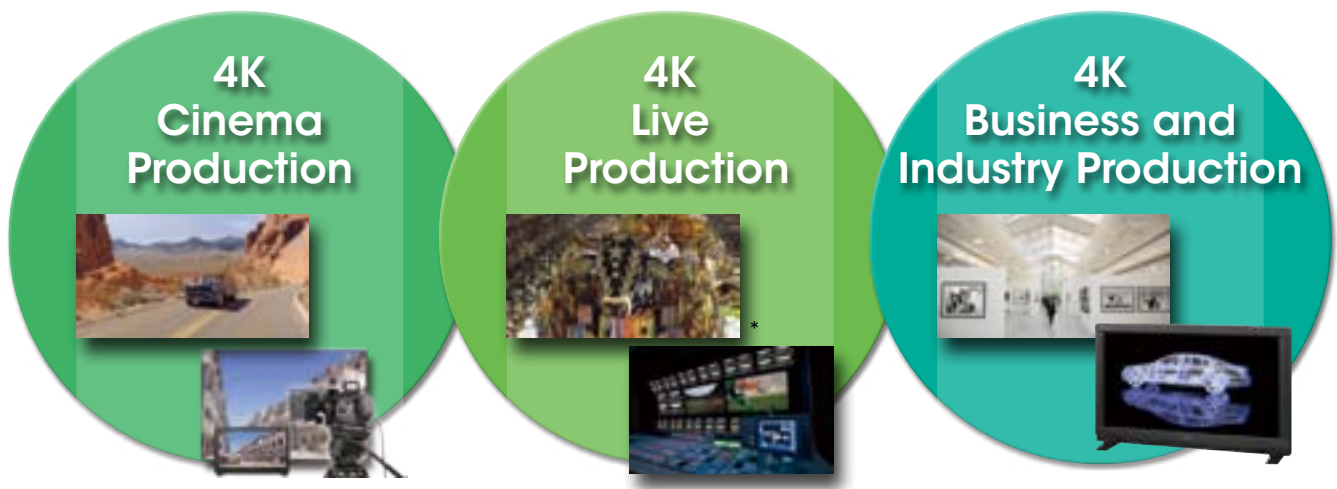 4K
Cinema
Production
4K
Live
Production
*
4K
Business and
Industry Production